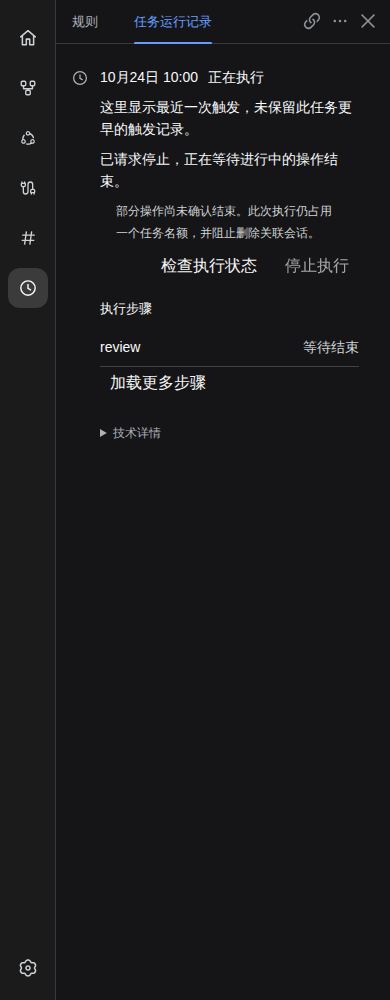 规则
任务运行记录
10月24日 10:00 正在执行
这里显示最近一次触发，未保留此任务更
早的触发记录。
已请求停止，正在等待进行中的操作结
束。
部分操作尚未确认结束。此次执行仍占用
一个任务名额，并阻止删除关联会话。
检查执行状态
停止执行
执行步骤
review
等待结束
加载更多步骤
技术详情